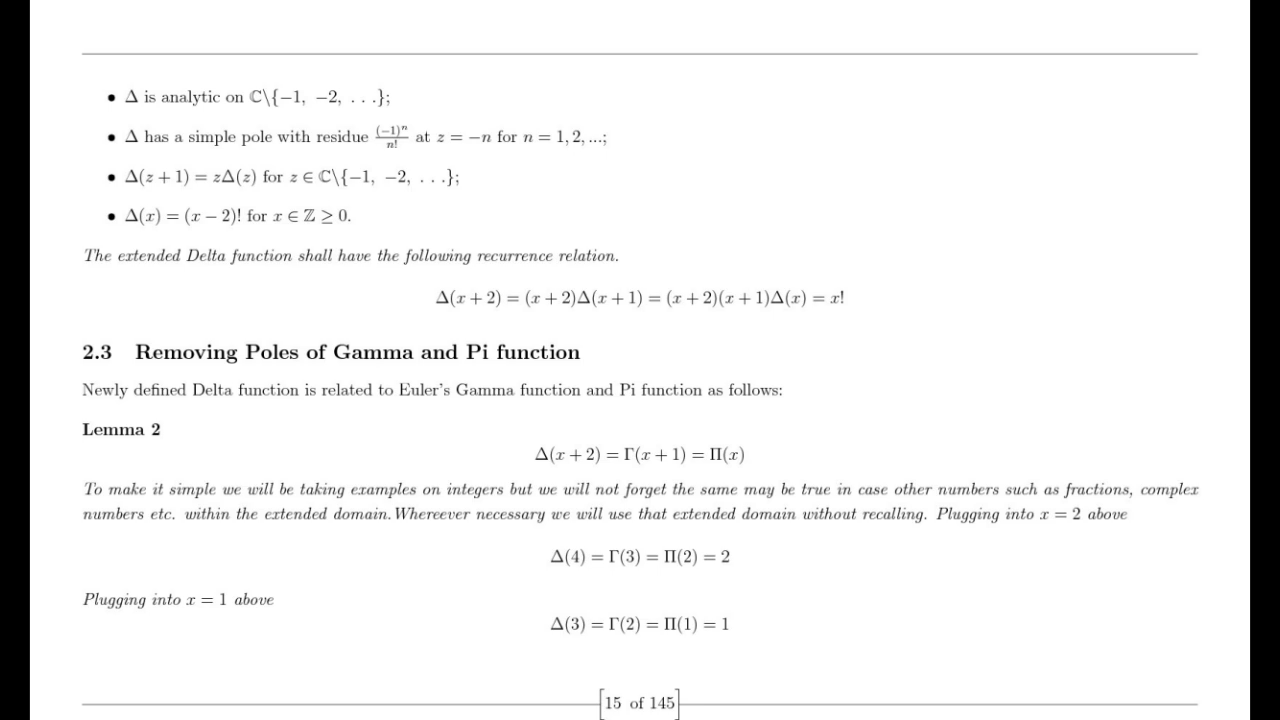 • Δ is analytic on ℂ\{−1, −2, . . .};
• Δ has a simple pole with residue (−1)ⁿ/n! at z = −n for n = 1, 2, ...;
• Δ(z + 1) = zΔ(z) for z ∈ ℂ\{−1, −2, . . .};
• Δ(x) = (x − 2)! for x ∈ ℤ ≥ 0.
The extended Delta function shall have the following recurrence relation.
Δ(x + 2) = (x + 2)Δ(x + 1) = (x + 2)(x + 1)Δ(x) = x!
2.3 Removing Poles of Gamma and Pi function
Newly defined Delta function is related to Euler's Gamma function and Pi function as follows:
Lemma 2
Δ(x + 2) = Γ(x + 1) = Π(x)
To make it simple we will be taking examples on integers but we will not forget the same may be true in case other numbers such as fractions, complex
numbers etc. within the extended domain. Whereever necessary we will use that extended domain without recalling. Plugging into x = 2 above
Δ(4) = Γ(3) = Π(2) = 2
Plugging into x = 1 above
Δ(3) = Γ(2) = Π(1) = 1
[15 of 145]